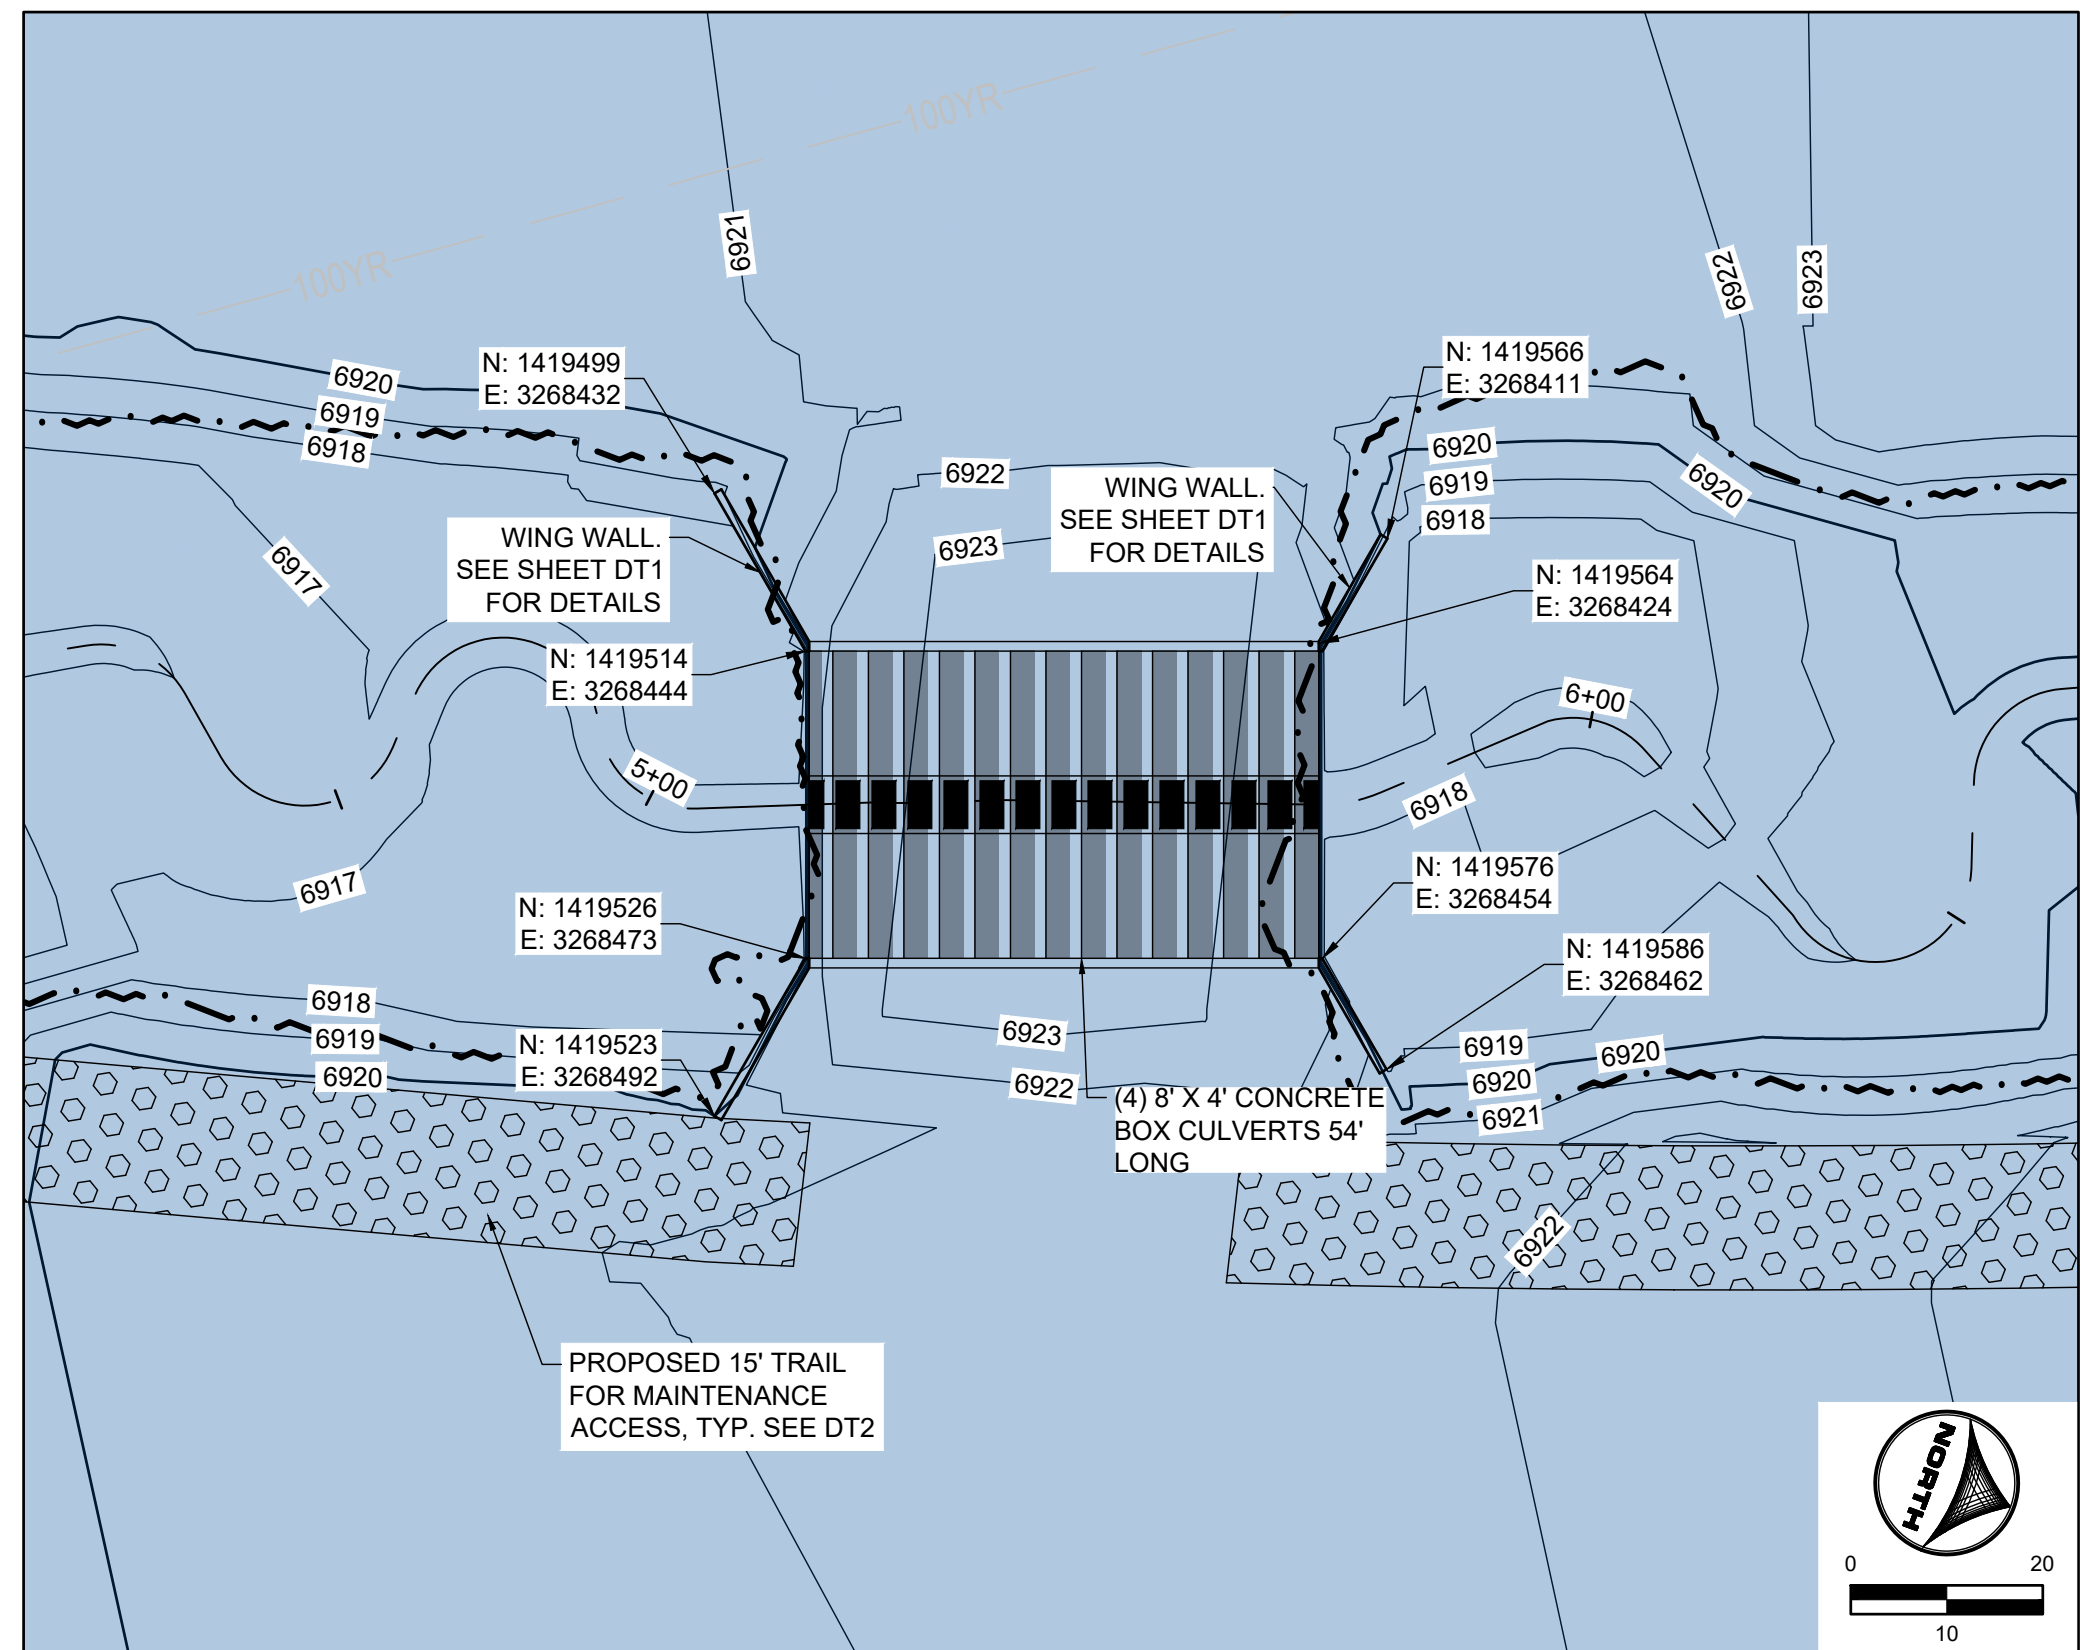 100YR
100YR
6921
6922
6923
N: 1419499
E: 3268432
N: 1419566
E: 3268411
6920
6919
6918
6920
6919
6918
6920
6922
WING WALL.
SEE SHEET DT1
FOR DETAILS
WING WALL.
SEE SHEET DT1
FOR DETAILS
6923
6917
N: 1419564
E: 3268424
N: 1419514
E: 3268444
6+00
5+00
6918
6917
N: 1419576
E: 3268454
N: 1419526
E: 3268473
N: 1419586
E: 3268462
6918
6919
6920
N: 1419523
E: 3268492
6923
6922
6919
6920
6920
6921
(4) 8' X 4' CONCRETE
BOX CULVERTS 54'
LONG
6922
PROPOSED 15' TRAIL
FOR MAINTENANCE
ACCESS, TYP. SEE DT2
NORTH
0
20
10